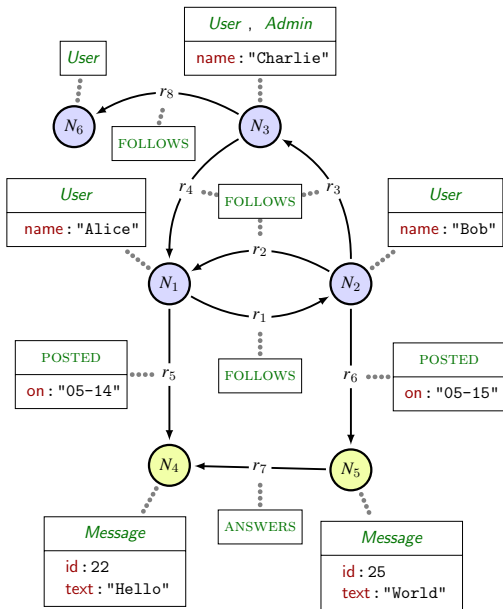 User , Admin
name : "Charlie"
User
r8
N6
N3
FOLLOWS
r4
FOLLOWS
r3
User
name : "Alice"
User
name : "Bob"
r2
N1
N2
r1
POSTED
on : "05-14"
r5
FOLLOWS
r6
POSTED
on : "05-15"
N4
r7
N5
ANSWERS
Message
id : 22
text : "Hello"
Message
id : 25
text : "World"